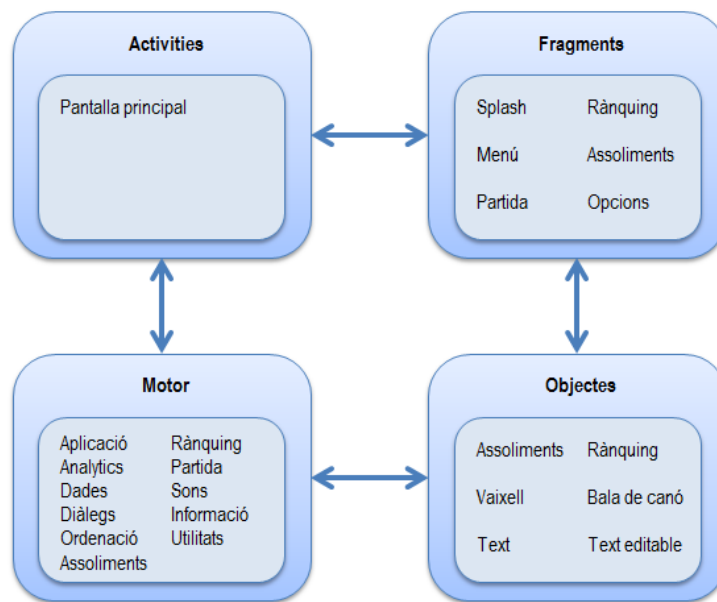 Activities
Pantalla principal
Fragments
Splash Rànquing
Menú Assoliments
Partida Opcions
Motor
Aplicació Rànquing
Analytics Partida
Dades Sons
Diàlegs Informació
Ordenació Utilitats
Assoliments
Objectes
Assoliments Rànquing
Vaixell Bala de canó
Text Text editable